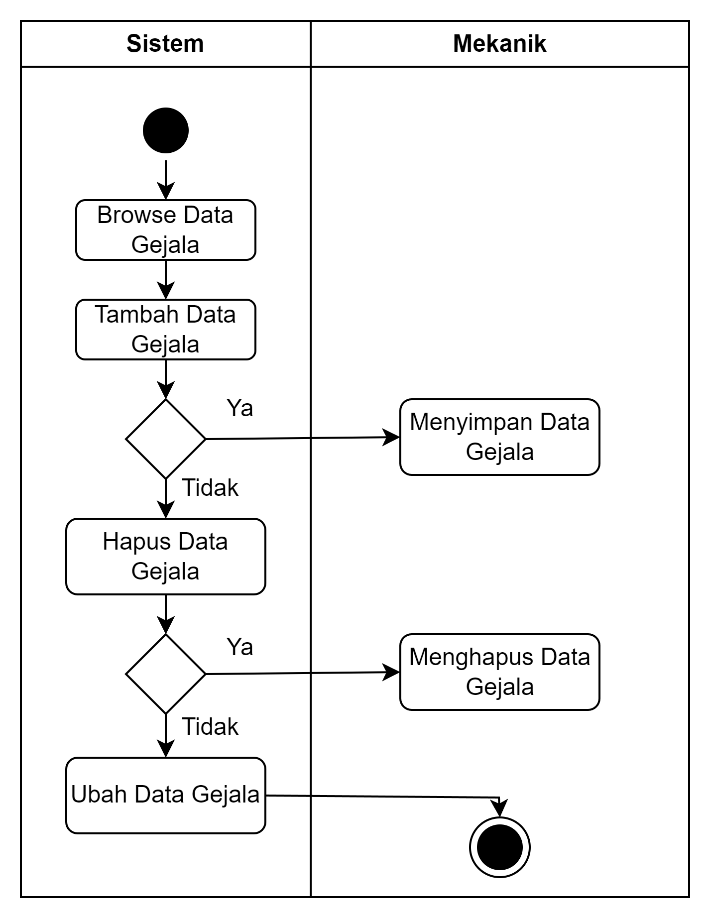 Sistem
Mekanik
Browse Data
Gejala
Tambah Data
Gejala
Ya
Menyimpan Data
Gejala
Tidak
Hapus Data
Gejala
Ya
Menghapus Data
Gejala
Tidak
Ubah Data Gejala